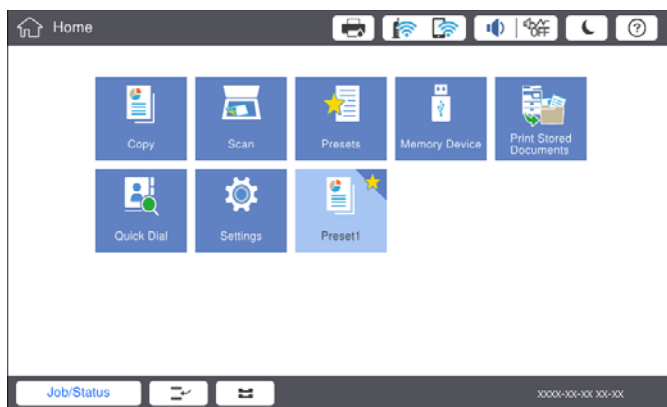 Home
OFF
Copy
Scan
Presets
Memory Device
Print Stored
Documents
Quick Dial
Settings
Preset1
Job/Status
xxxx-xx-xx xx-xx